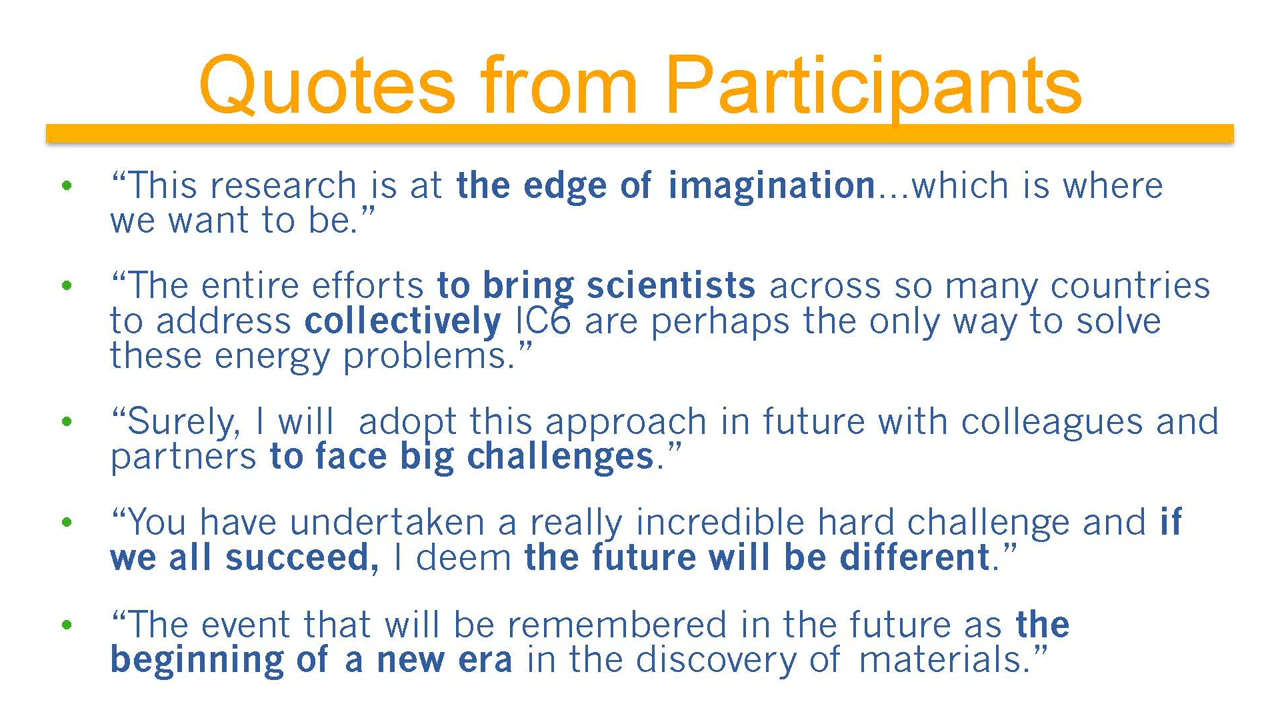 Quotes from Participants
• “This research is at the edge of imagination...which is where
we want to be.”
• “The entire efforts to bring scientists across so many countries
to address collectively IC6 are perhaps the only way to solve
these energy problems.”
• “Surely, I will  adopt this approach in future with colleagues and
partners to face big challenges.”
• “You have undertaken a really incredible hard challenge and if
we all succeed, I deem the future will be different.”
• “The event that will be remembered in the future as the
beginning of a new era in the discovery of materials.”